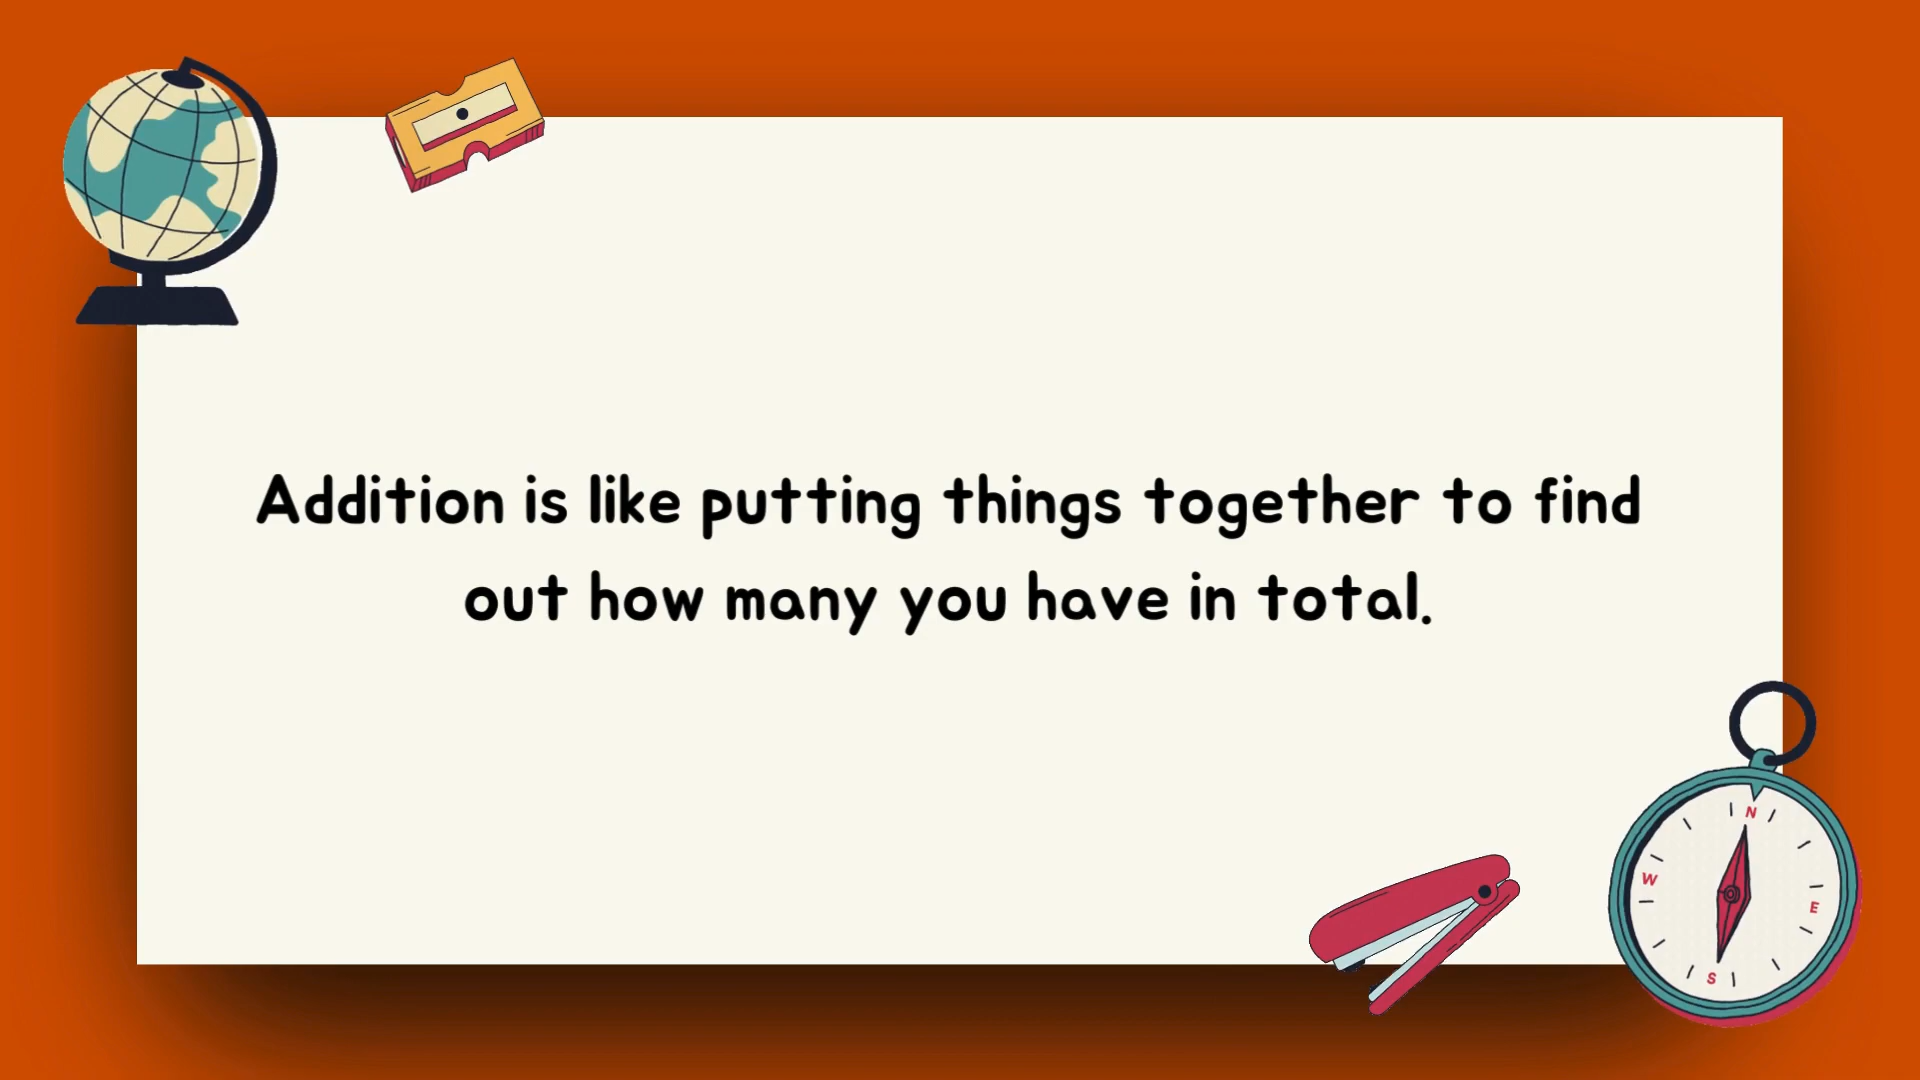 Addition is like putting things together to find
out how many you have in total.
N
W
E
S